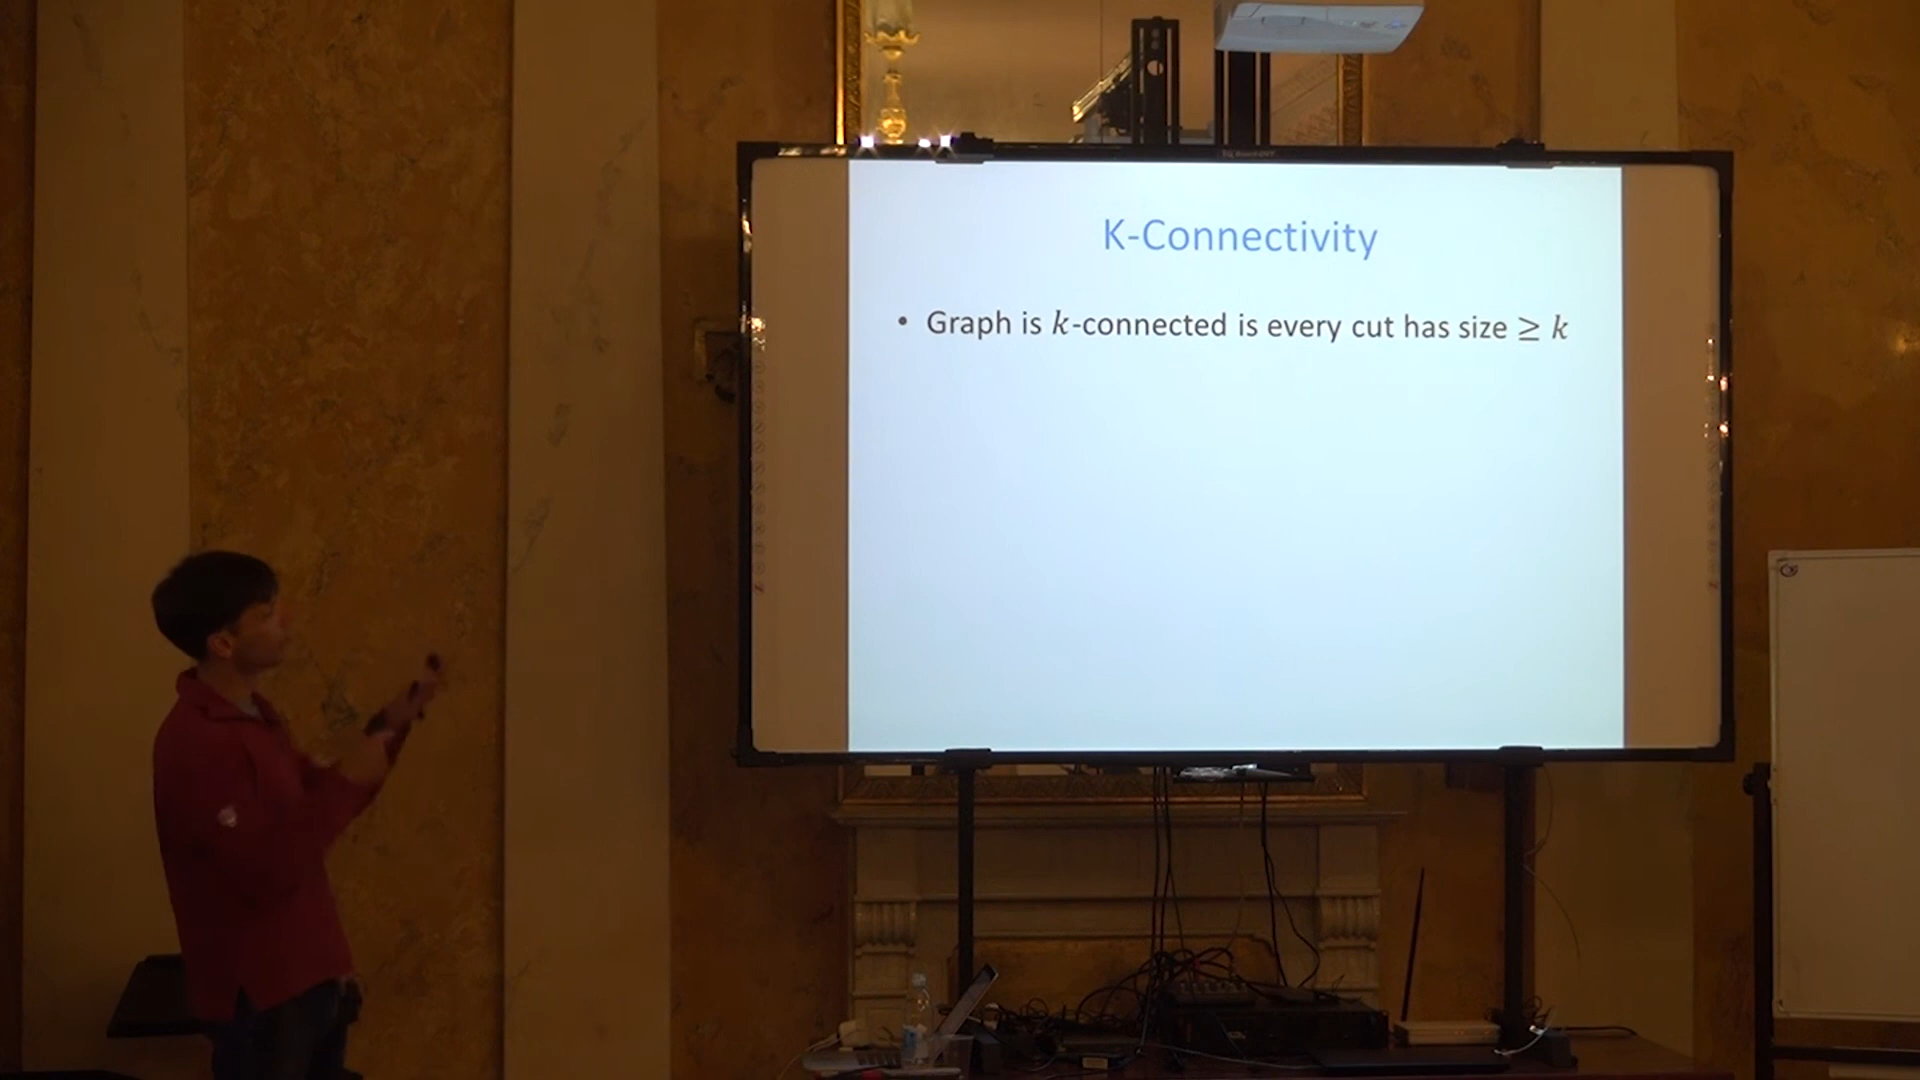 K-Connectivity
• Graph is k-connected is every cut has size ≥ k